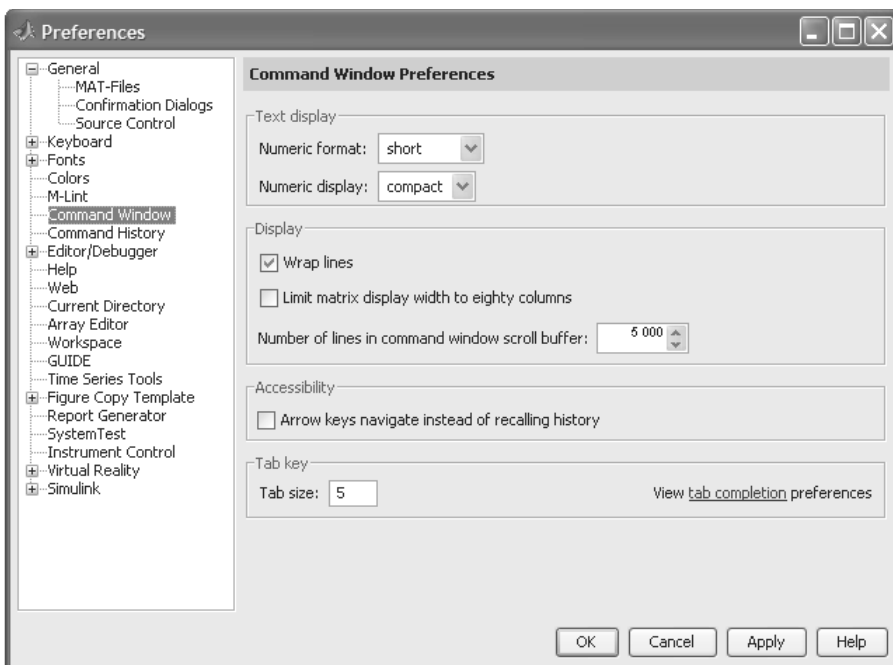 Preferences
General
MAT-Files
Confirmation Dialogs
Source Control
Keyboard
Fonts
Colors
M-Lint
Command Window
Command History
Editor/Debugger
Help
Web
Current Directory
Array Editor
Workspace
GUIDE
Time Series Tools
Figure Copy Template
Report Generator
SystemTest
Instrument Control
Virtual Reality
Simulink
Command Window Preferences
Text display
Numeric format: short
Numeric display: compact
Display
Wrap lines
Limit matrix display width to eighty columns
Number of lines in command window scroll buffer: 5 000
Accessibility
Arrow keys navigate instead of recalling history
Tab key
Tab size: 5 View tab completion preferences
OK Cancel Apply Help